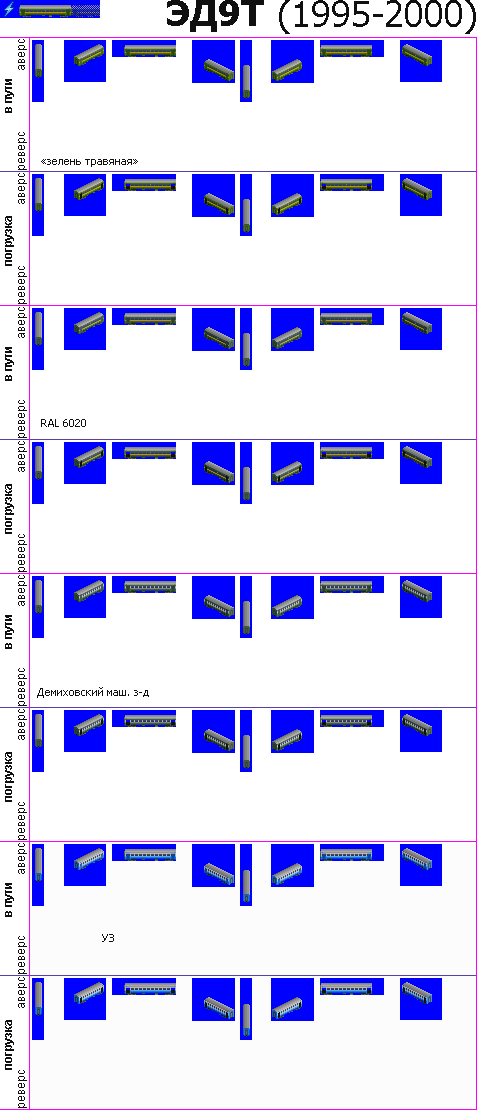 ЭД9Т (1995-2000)
аверс
в пути
реверс
«зелень травяная»
аверс
погрузка
реверс
аверс
в пути
реверс
RAL 6020
аверс
погрузка
реверс
аверс
в пути
реверс
Демиховский маш. з-д
аверс
погрузка
реверс
аверс
в пути
реверс
УЗ
аверс
погрузка
реверс